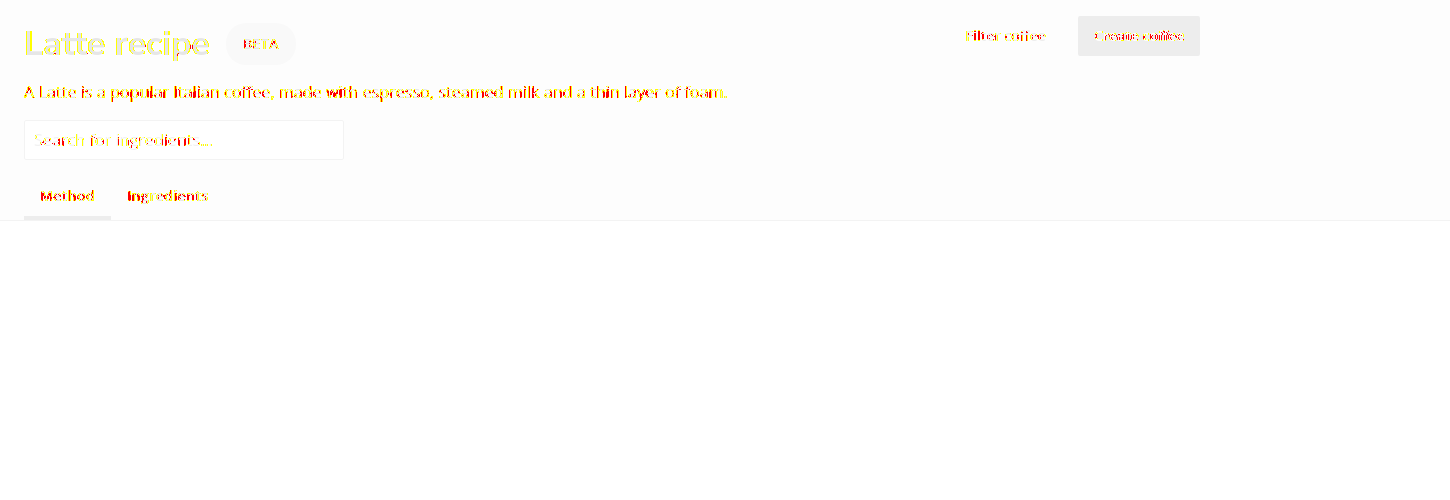 Latte recipe
BETA
Filter coffee
Create coffee
A Latte is a popular Italian coffee, made with espresso, steamed milk and a thin layer of foam.
Search for ingredients...
Method
Ingredients